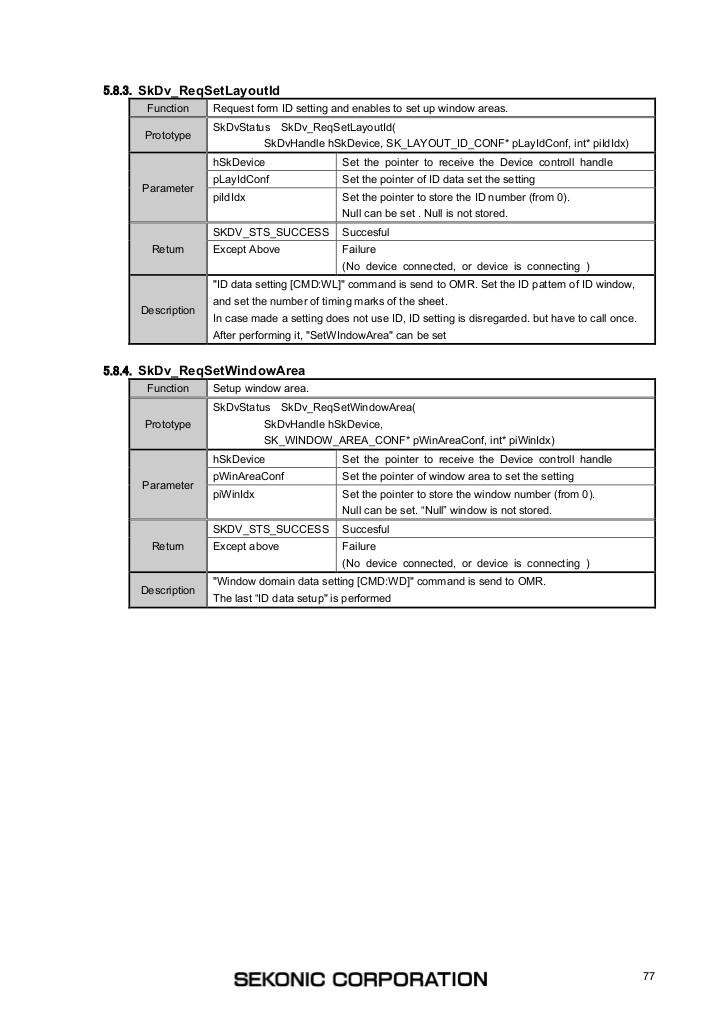 5.8.3. SkDv_ReqSetLayoutId
Function Request form ID setting and enables to set up window areas.
Prototype
SkDvStatus SkDv_ReqSetLayoutId(
SkDvHandle hSkDevice, SK_LAYOUT_ID_CONF* pLayIdConf, int* piIdIdx)
Parameter
hSkDevice Set the pointer to receive the Device controll handle
pLayIdConf Set the pointer of ID data set the setting
piIdIdx Set the pointer to store the ID number (from 0).
Null can be set . Null is not stored.
Return
SKDV_STS_SUCCESS Succesful
Except Above Failure
(No device connected, or device is connecting )
Description
"ID data setting [CMD:WL]" command is send to OMR. Set the ID pattern of ID window,
and set the number of timing marks of the sheet.
In case made a setting does not use ID, ID setting is disregarded. but have to call once.
After performing it, "SetWIndowArea" can be set
5.8.4. SkDv_ReqSetWindowArea
Function Setup window area.
Prototype
SkDvStatus SkDv_ReqSetWindowArea(
SkDvHandle hSkDevice,
SK_WINDOW_AREA_CONF* pWinAreaConf, int* piWinIdx)
Parameter
hSkDevice Set the pointer to receive the Device controll handle
pWinAreaConf Set the pointer of window area to set the setting
piWinIdx Set the pointer to store the window number (from 0).
Null can be set. “Null” window is not stored.
Return
SKDV_STS_SUCCESS Succesful
Except above Failure
(No device connected, or device is connecting )
Description
"Window domain data setting [CMD:WD]" command is send to OMR.
The last “ID data setup" is performed
SEKONIC CORPORATION
77